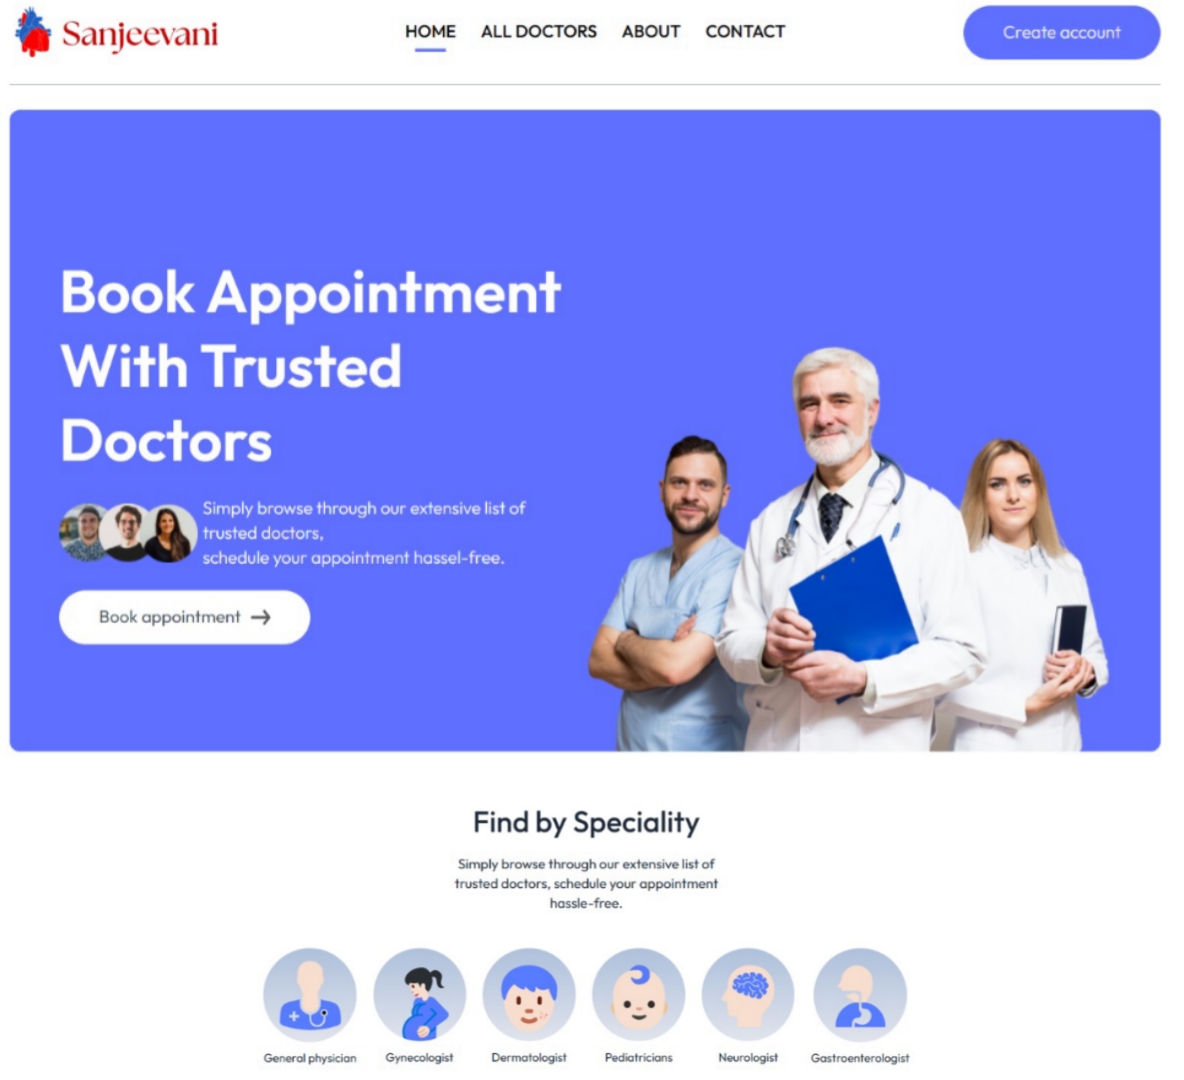 Sanjeevani
HOME ALL DOCTORS ABOUT CONTACT
Create account
Book Appointment
With Trusted
Doctors
Simply browse through our extensive list of
trusted doctors,
schedule your appointment hassel-free.
Book appointment →
Find by Speciality
Simply browse through our extensive list of
trusted doctors, schedule your appointment
hassle-free.
General physician Gynecologist Dermatologist Pediatricians Neurologist Gastroenterologist